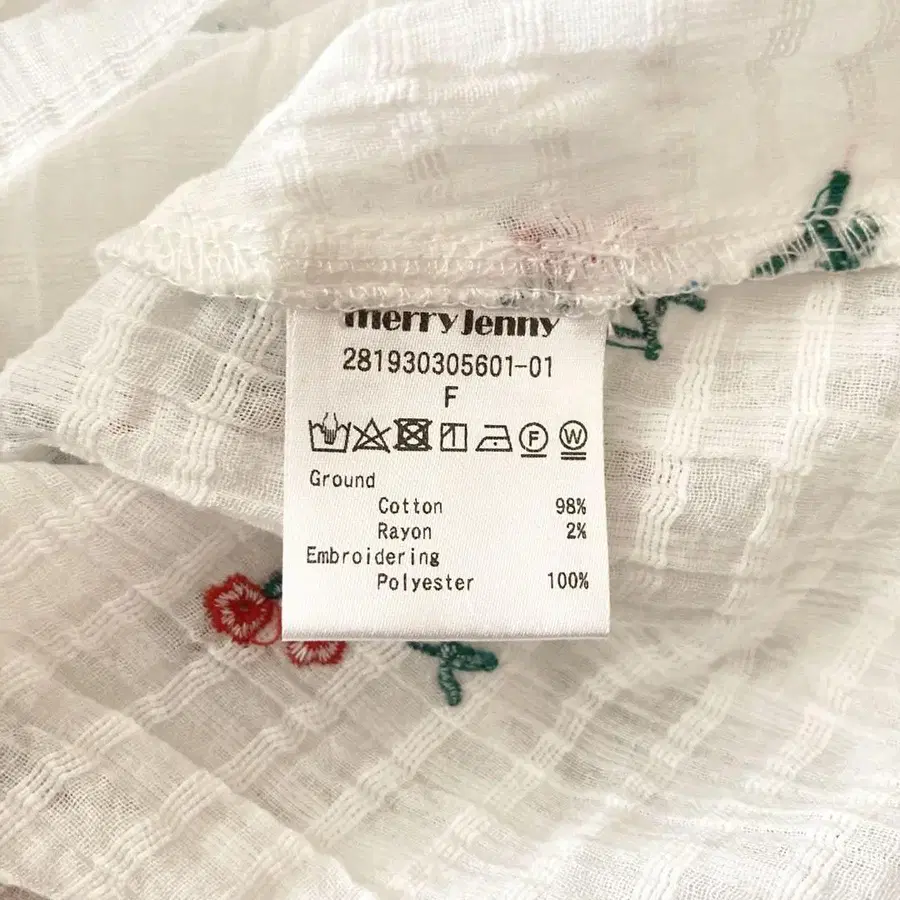 merry jenny
281930305601-01
F
F W
Ground
Cotton 98%
Rayon 2%
Embroidering
Polyester 100%